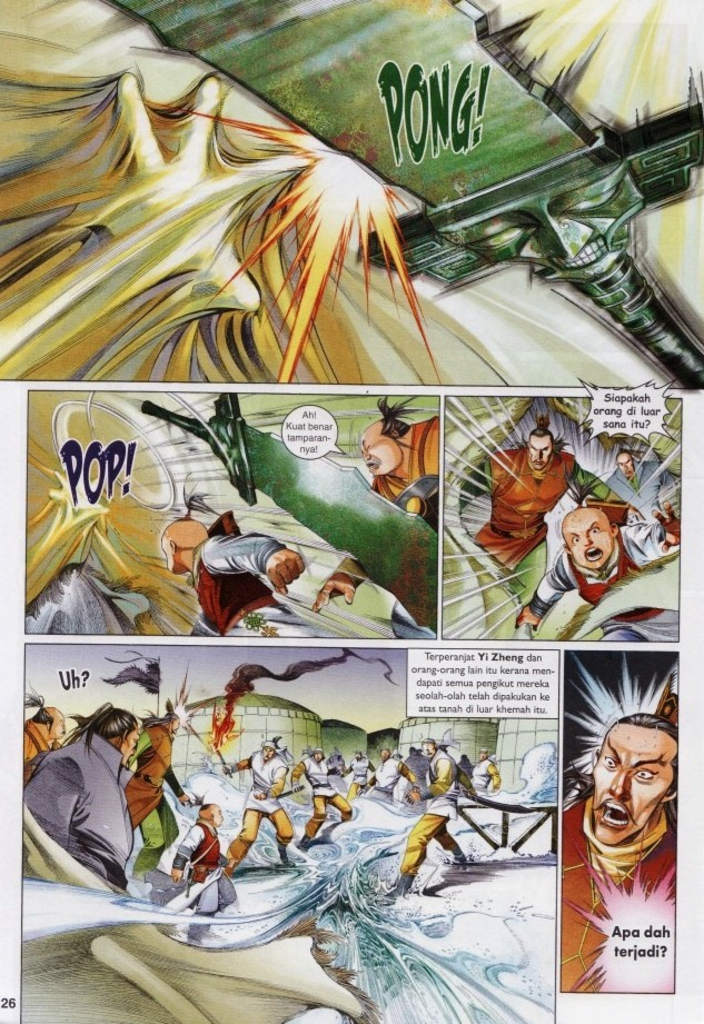 PONG!
POP!
Ah!
Kuat benar
tamparan-
nya!
Siapakah
orang di luar
sana itu?
Uh?
Terperanjat Yi Zheng dan
orang-orang lain itu kerana men-
dapati semua pengikut mereka
seolah-olah telah dipakukan ke
atas tanah di luar khemah itu.
Apa dah
terjadi?
26